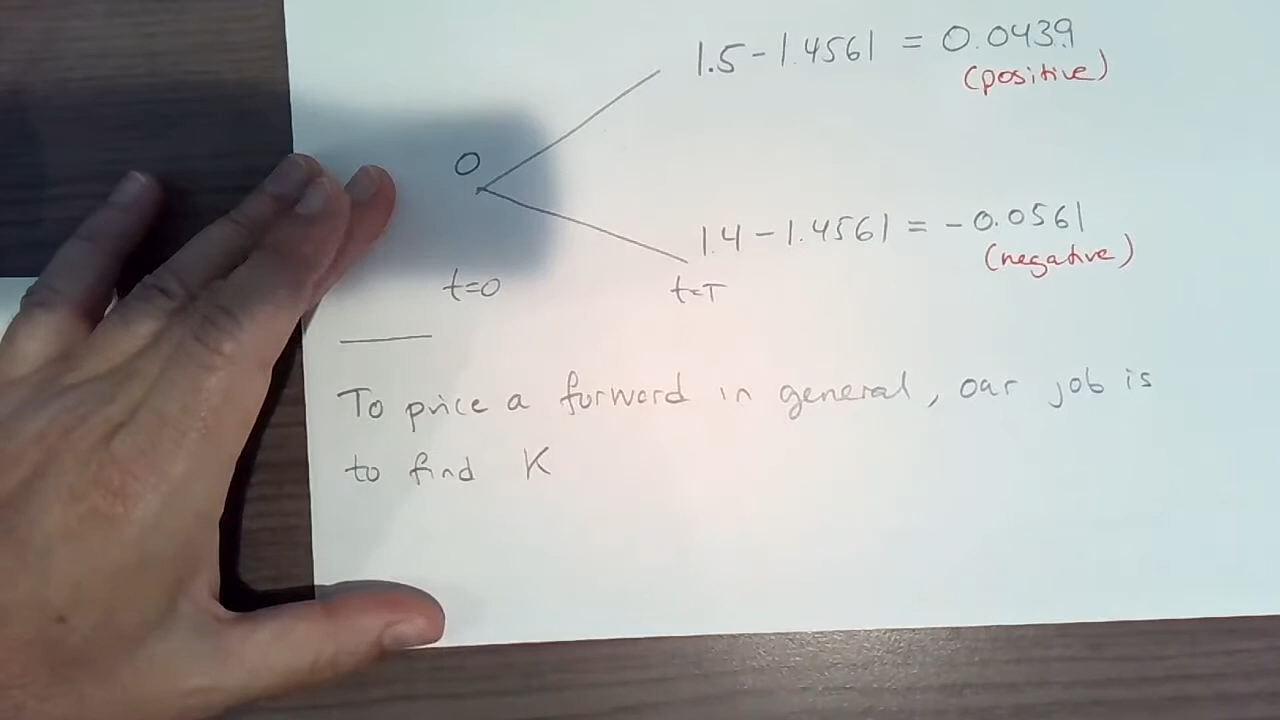 1.5 - 1.4561 = 0.0439
(positive)
0
1.4 - 1.4561 = -0.0561
(negative)
t=0
t=T
To price a forward in general, our job is
to find K